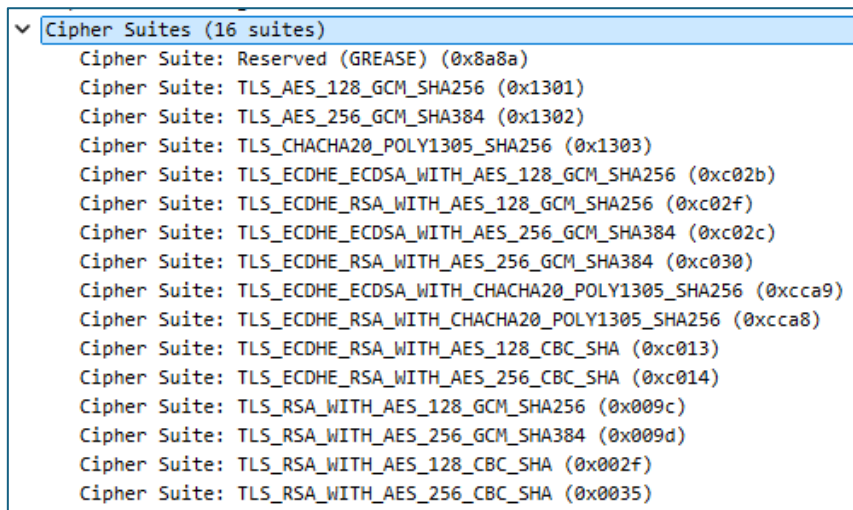 Cipher Suites (16 suites)
Cipher Suite: Reserved (GREASE) (0x8a8a)
Cipher Suite: TLS_AES_128_GCM_SHA256 (0x1301)
Cipher Suite: TLS_AES_256_GCM_SHA384 (0x1302)
Cipher Suite: TLS_CHACHA20_POLY1305_SHA256 (0x1303)
Cipher Suite: TLS_ECDHE_ECDSA_WITH_AES_128_GCM_SHA256 (0xc02b)
Cipher Suite: TLS_ECDHE_RSA_WITH_AES_128_GCM_SHA256 (0xc02f)
Cipher Suite: TLS_ECDHE_ECDSA_WITH_AES_256_GCM_SHA384 (0xc02c)
Cipher Suite: TLS_ECDHE_RSA_WITH_AES_256_GCM_SHA384 (0xc030)
Cipher Suite: TLS_ECDHE_ECDSA_WITH_CHACHA20_POLY1305_SHA256 (0xcca9)
Cipher Suite: TLS_ECDHE_RSA_WITH_CHACHA20_POLY1305_SHA256 (0xcca8)
Cipher Suite: TLS_ECDHE_RSA_WITH_AES_128_CBC_SHA (0xc013)
Cipher Suite: TLS_ECDHE_RSA_WITH_AES_256_CBC_SHA (0xc014)
Cipher Suite: TLS_RSA_WITH_AES_128_GCM_SHA256 (0x009c)
Cipher Suite: TLS_RSA_WITH_AES_256_GCM_SHA384 (0x009d)
Cipher Suite: TLS_RSA_WITH_AES_128_CBC_SHA (0x002f)
Cipher Suite: TLS_RSA_WITH_AES_256_CBC_SHA (0x0035)